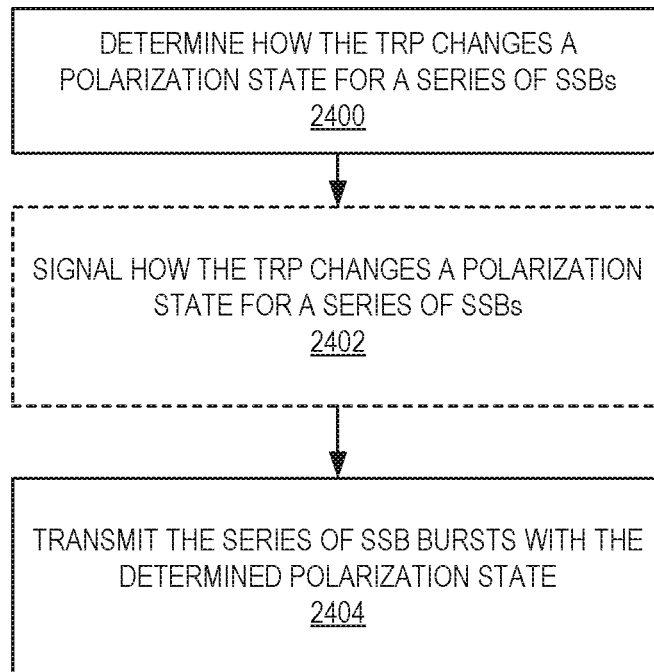 DETERMINE HOW THE TRP CHANGES A
POLARIZATION STATE FOR A SERIES OF SSBs
2400
SIGNAL HOW THE TRP CHANGES A POLARIZATION
STATE FOR A SERIES OF SSBs
2402
TRANSMIT THE SERIES OF SSB BURSTS WITH THE
DETERMINED POLARIZATION STATE
2404